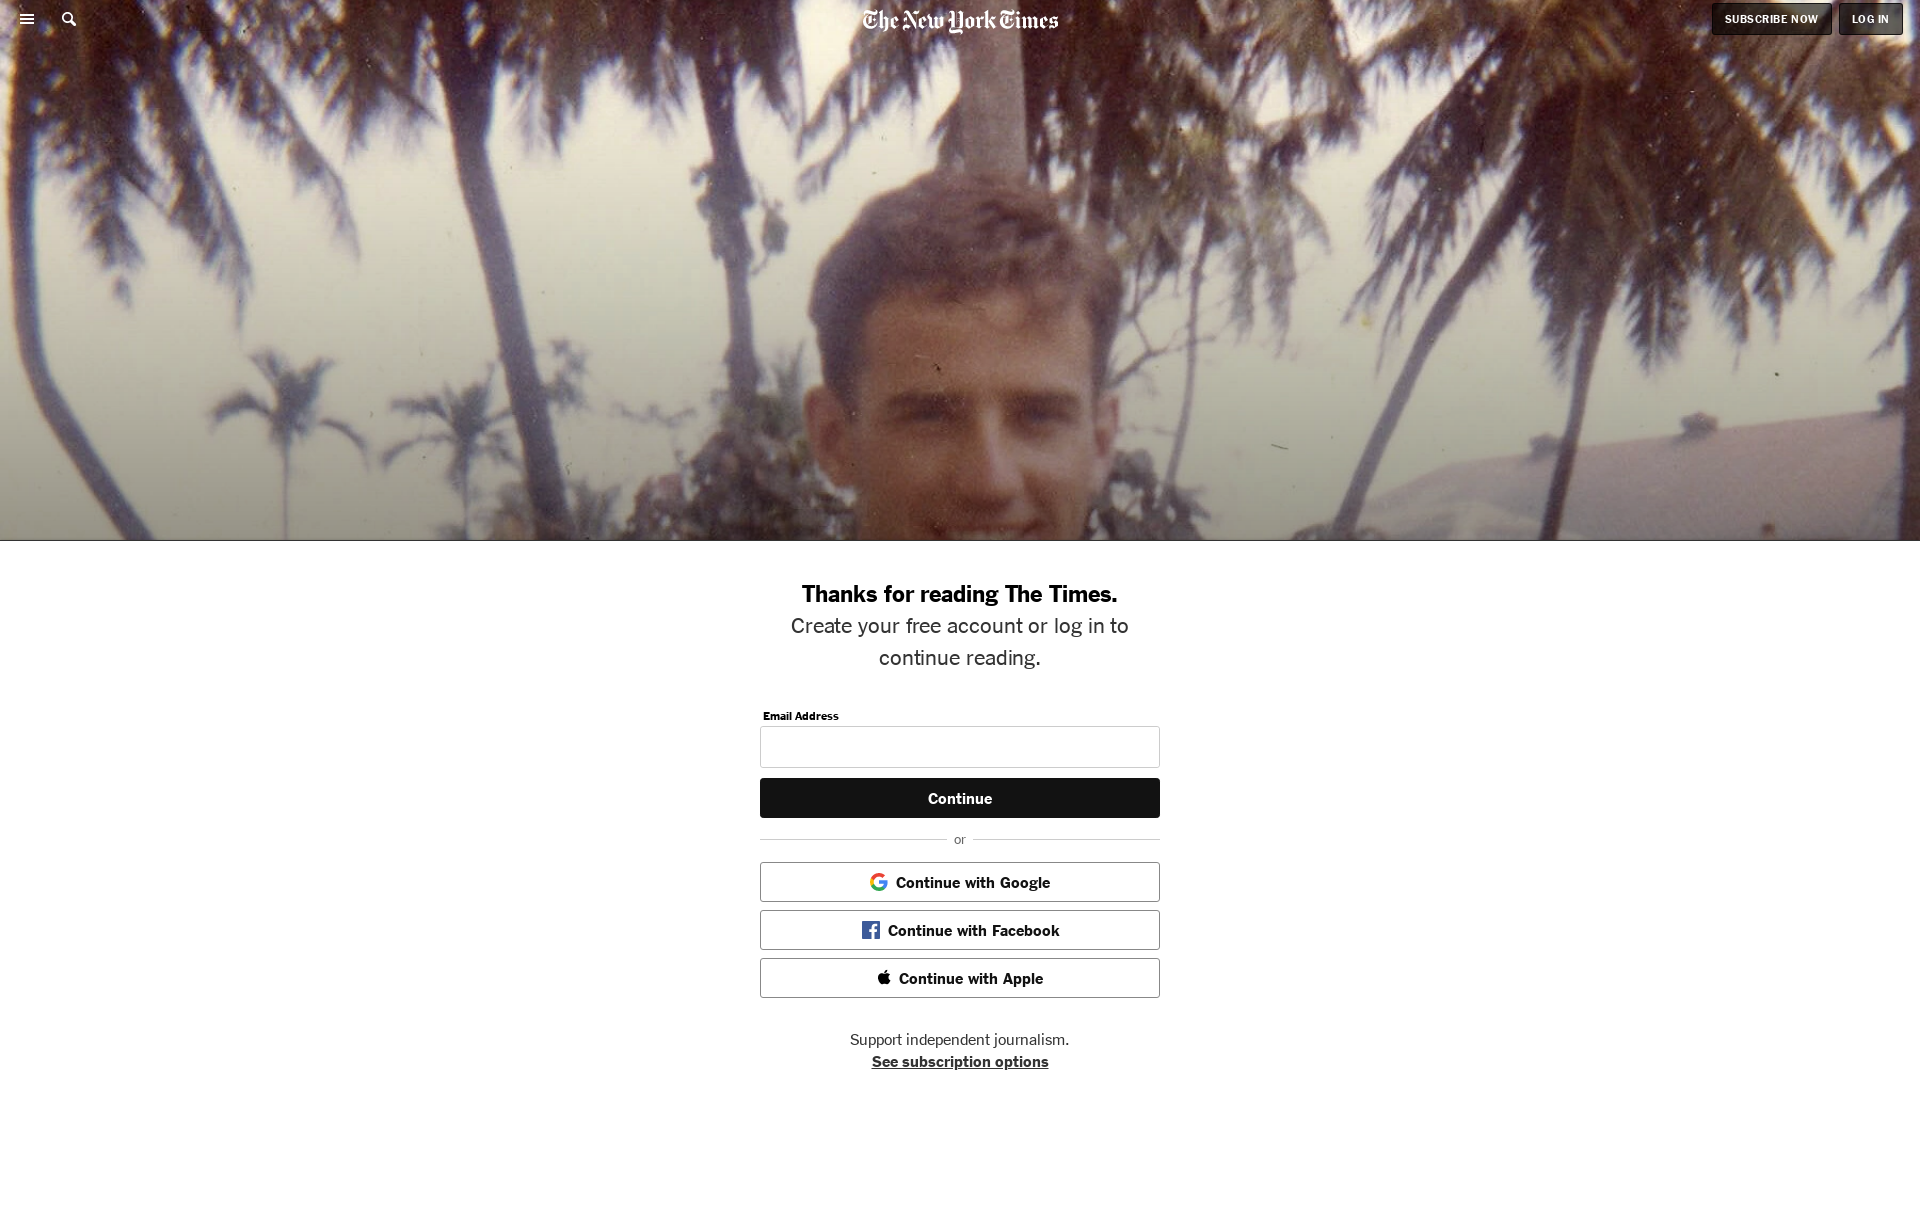 The New York Times
SUBSCRIBE NOW
LOG IN
Thanks for reading The Times.
Create your free account or log in to
continue reading.
Email Address
Continue
or
Continue with Google
Continue with Facebook
Continue with Apple
Support independent journalism.
See subscription options